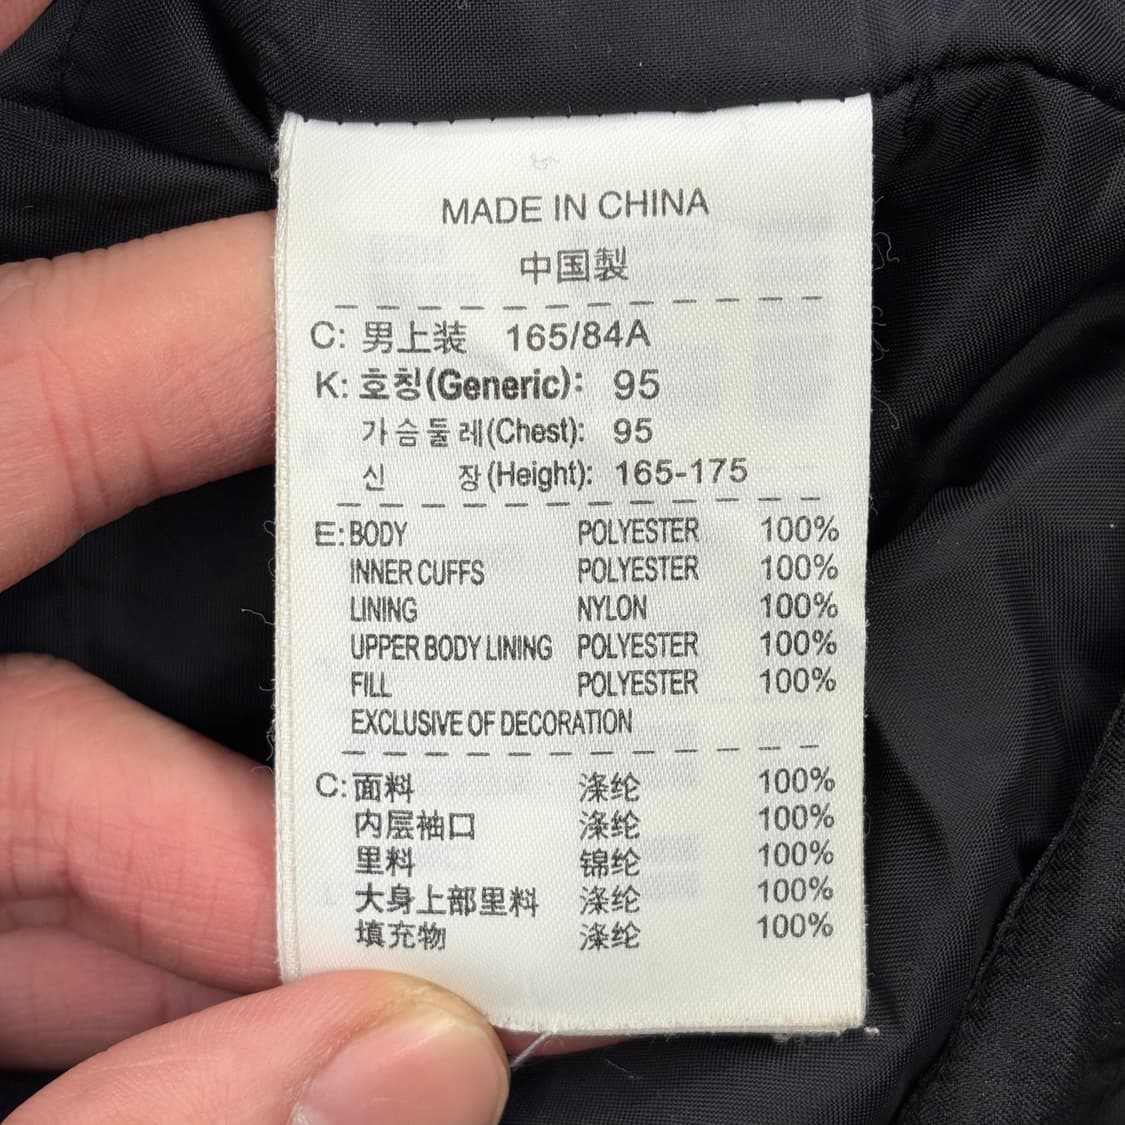 MADE IN CHINA
中国製
C: 男上装 165/84A
K: 호칭(Generic): 95
가슴둘레(Chest): 95
신 장(Height): 165-175
E: BODY POLYESTER 100%
INNER CUFFS POLYESTER 100%
LINING NYLON 100%
UPPER BODY LINING POLYESTER 100%
FILL POLYESTER 100%
EXCLUSIVE OF DECORATION
C: 面料 涤纶 100%
内层袖口 涤纶 100%
里料 锦纶 100%
大身上部里料 涤纶 100%
填充物 涤纶 100%